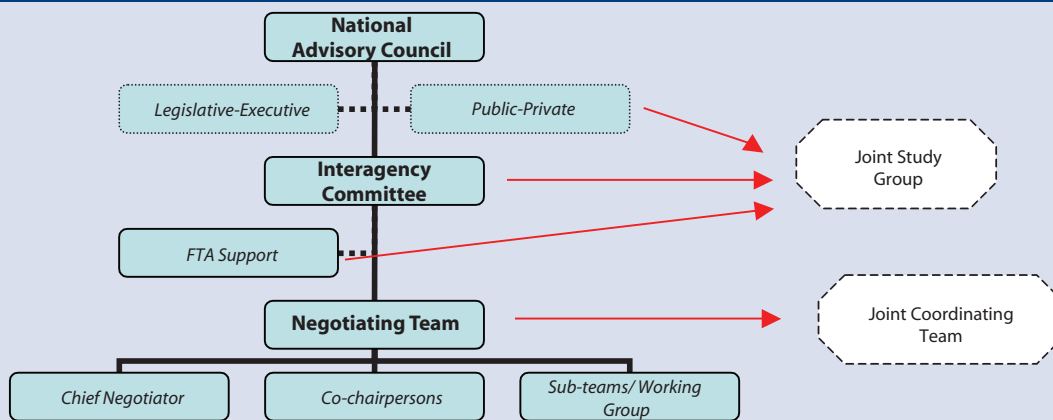 National
Advisory Council
Legislative-Executive
Public-Private
Interagency
Committee
Joint Study
Group
FTA Support
Negotiating Team
Joint Coordinating
Team
Chief Negotiator
Co-chairpersons
Sub-teams/ Working
Group